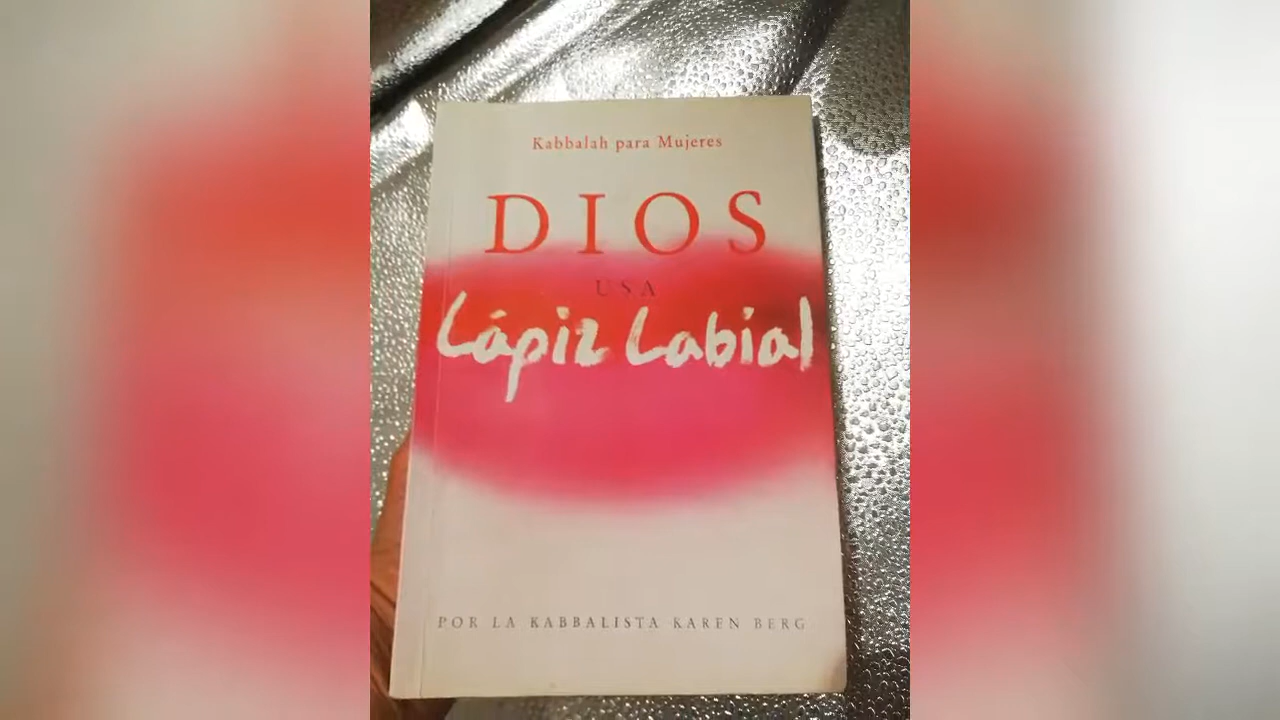 Kabbalah para Mujeres
DIOS
USA
Lápiz Labial
POR LA KABBALISTA KAREN BERG